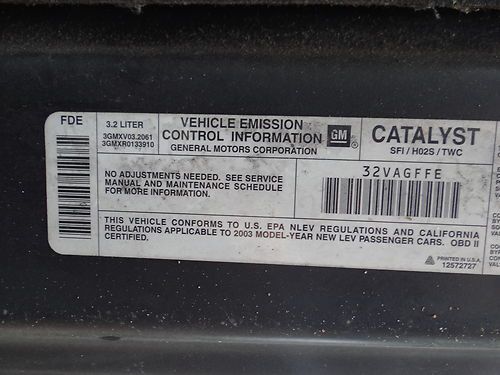 FDE
3.2 LITER
3GMXV03.2061
3GMXR0133910
VEHICLE EMISSION
CONTROL INFORMATION
GENERAL MOTORS CORPORATION
GM
CATALYST
SFI / HO2S / TWC
NO ADJUSTMENTS NEEDED. SEE SERVICE
MANUAL AND MAINTENANCE SCHEDULE
FOR MORE INFORMATION.
32VAGFFE
THIS VEHICLE CONFORMS TO U.S. EPA NLEV REGULATIONS AND CALIFORNIA
REGULATIONS APPLICABLE TO 2003 MODEL-YEAR NEW LEV PASSENGER CARS. OBD II
CERTIFIED.
PRINTED IN U.S.A.
12572727